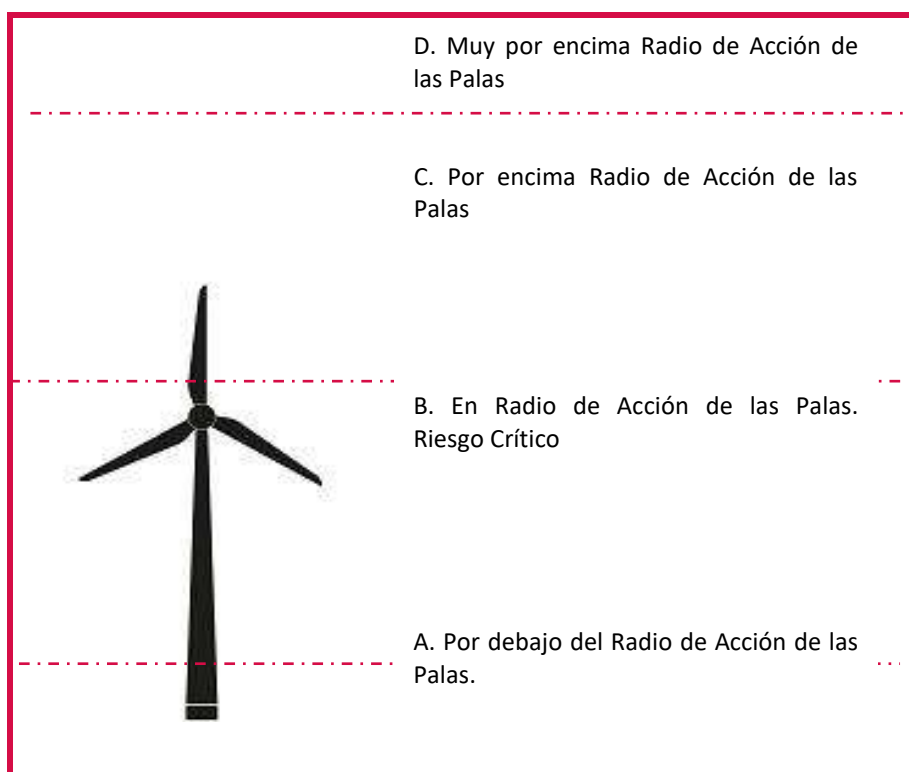 D. Muy por encima Radio de Acción de
las Palas
C. Por encima Radio de Acción de las
Palas
B. En Radio de Acción de las Palas.
Riesgo Crítico
A. Por debajo del Radio de Acción de las
Palas.